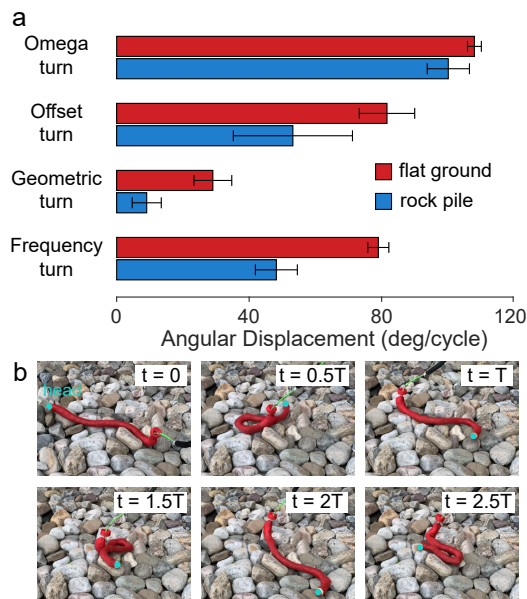 a
Omega
turn
Offset
turn
Geometric
turn
Frequency
turn
flat ground
rock pile
0 40 80 120
Angular Displacement (deg/cycle)
b
head
t = 0
t = 0.5T
t = T
t = 1.5T
t = 2T
t = 2.5T